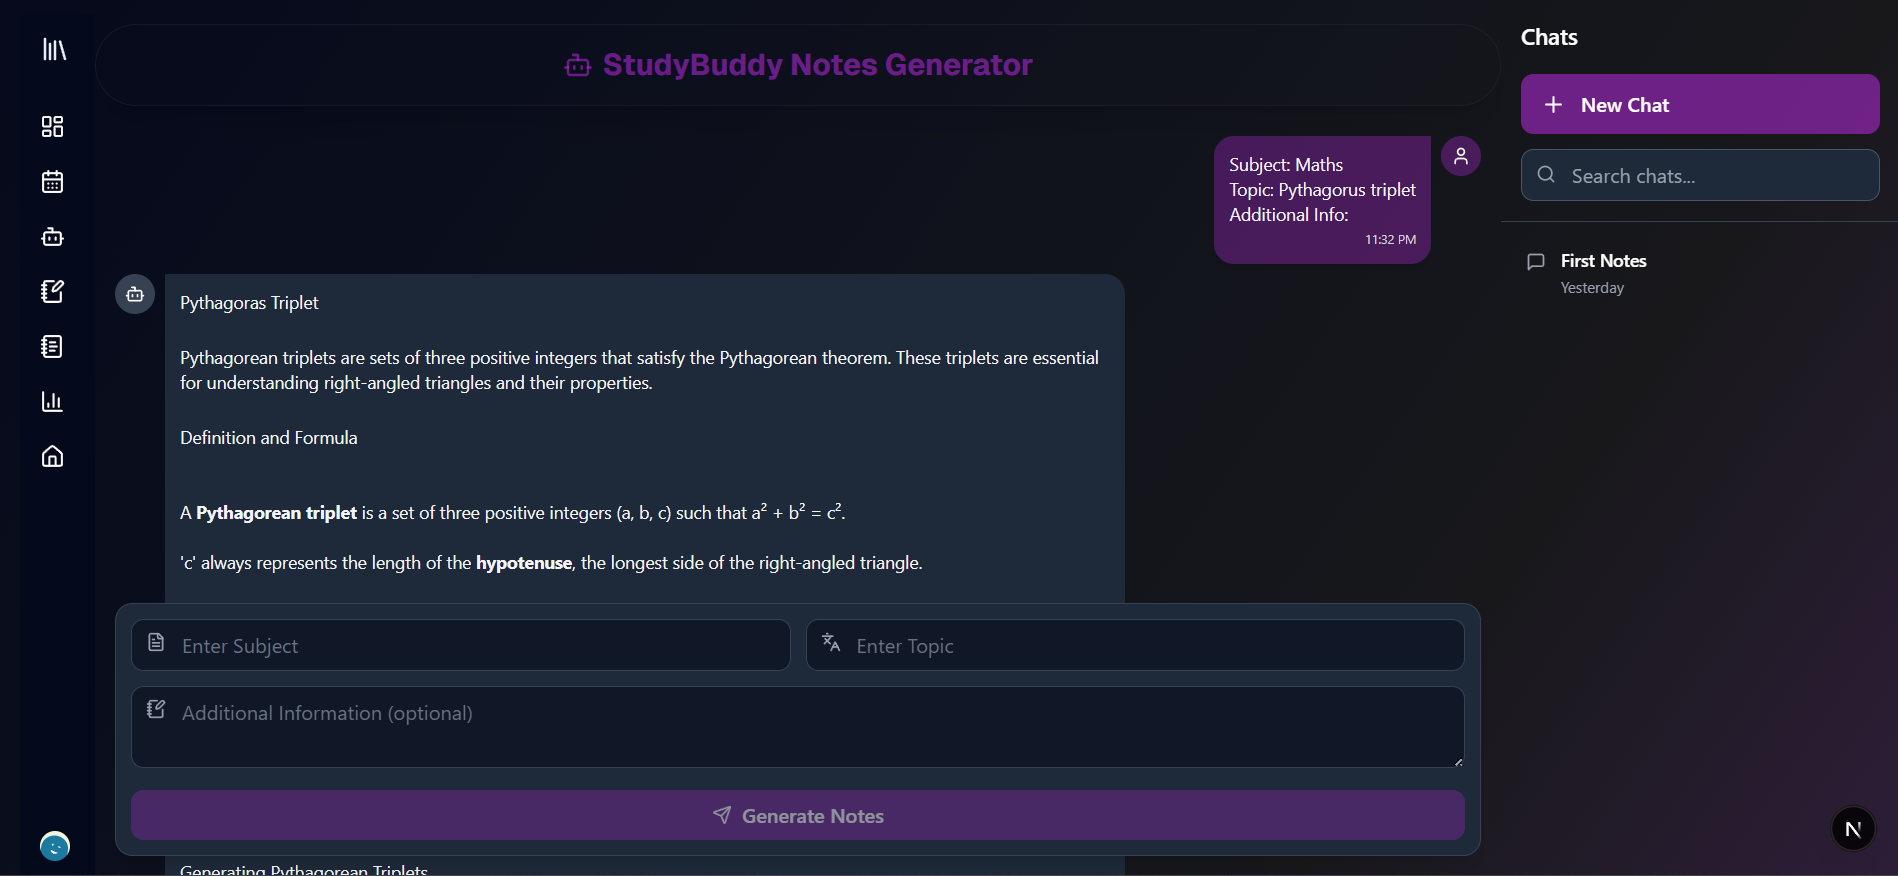 StudyBuddy Notes Generator
Subject: Maths
Topic: Pythagorus triplet
Additional Info:
11:32 PM
Pythagoras Triplet
Pythagorean triplets are sets of three positive integers that satisfy the Pythagorean theorem. These triplets are essential
for understanding right-angled triangles and their properties.
Definition and Formula
A Pythagorean triplet is a set of three positive integers (a, b, c) such that a² + b² = c².
'c' always represents the length of the hypotenuse, the longest side of the right-angled triangle.
Enter Subject
Enter Topic
Additional Information (optional)
Generate Notes
Generating Pythagorean Triplets
Chats
New Chat
Search chats...
First Notes
Yesterday
N